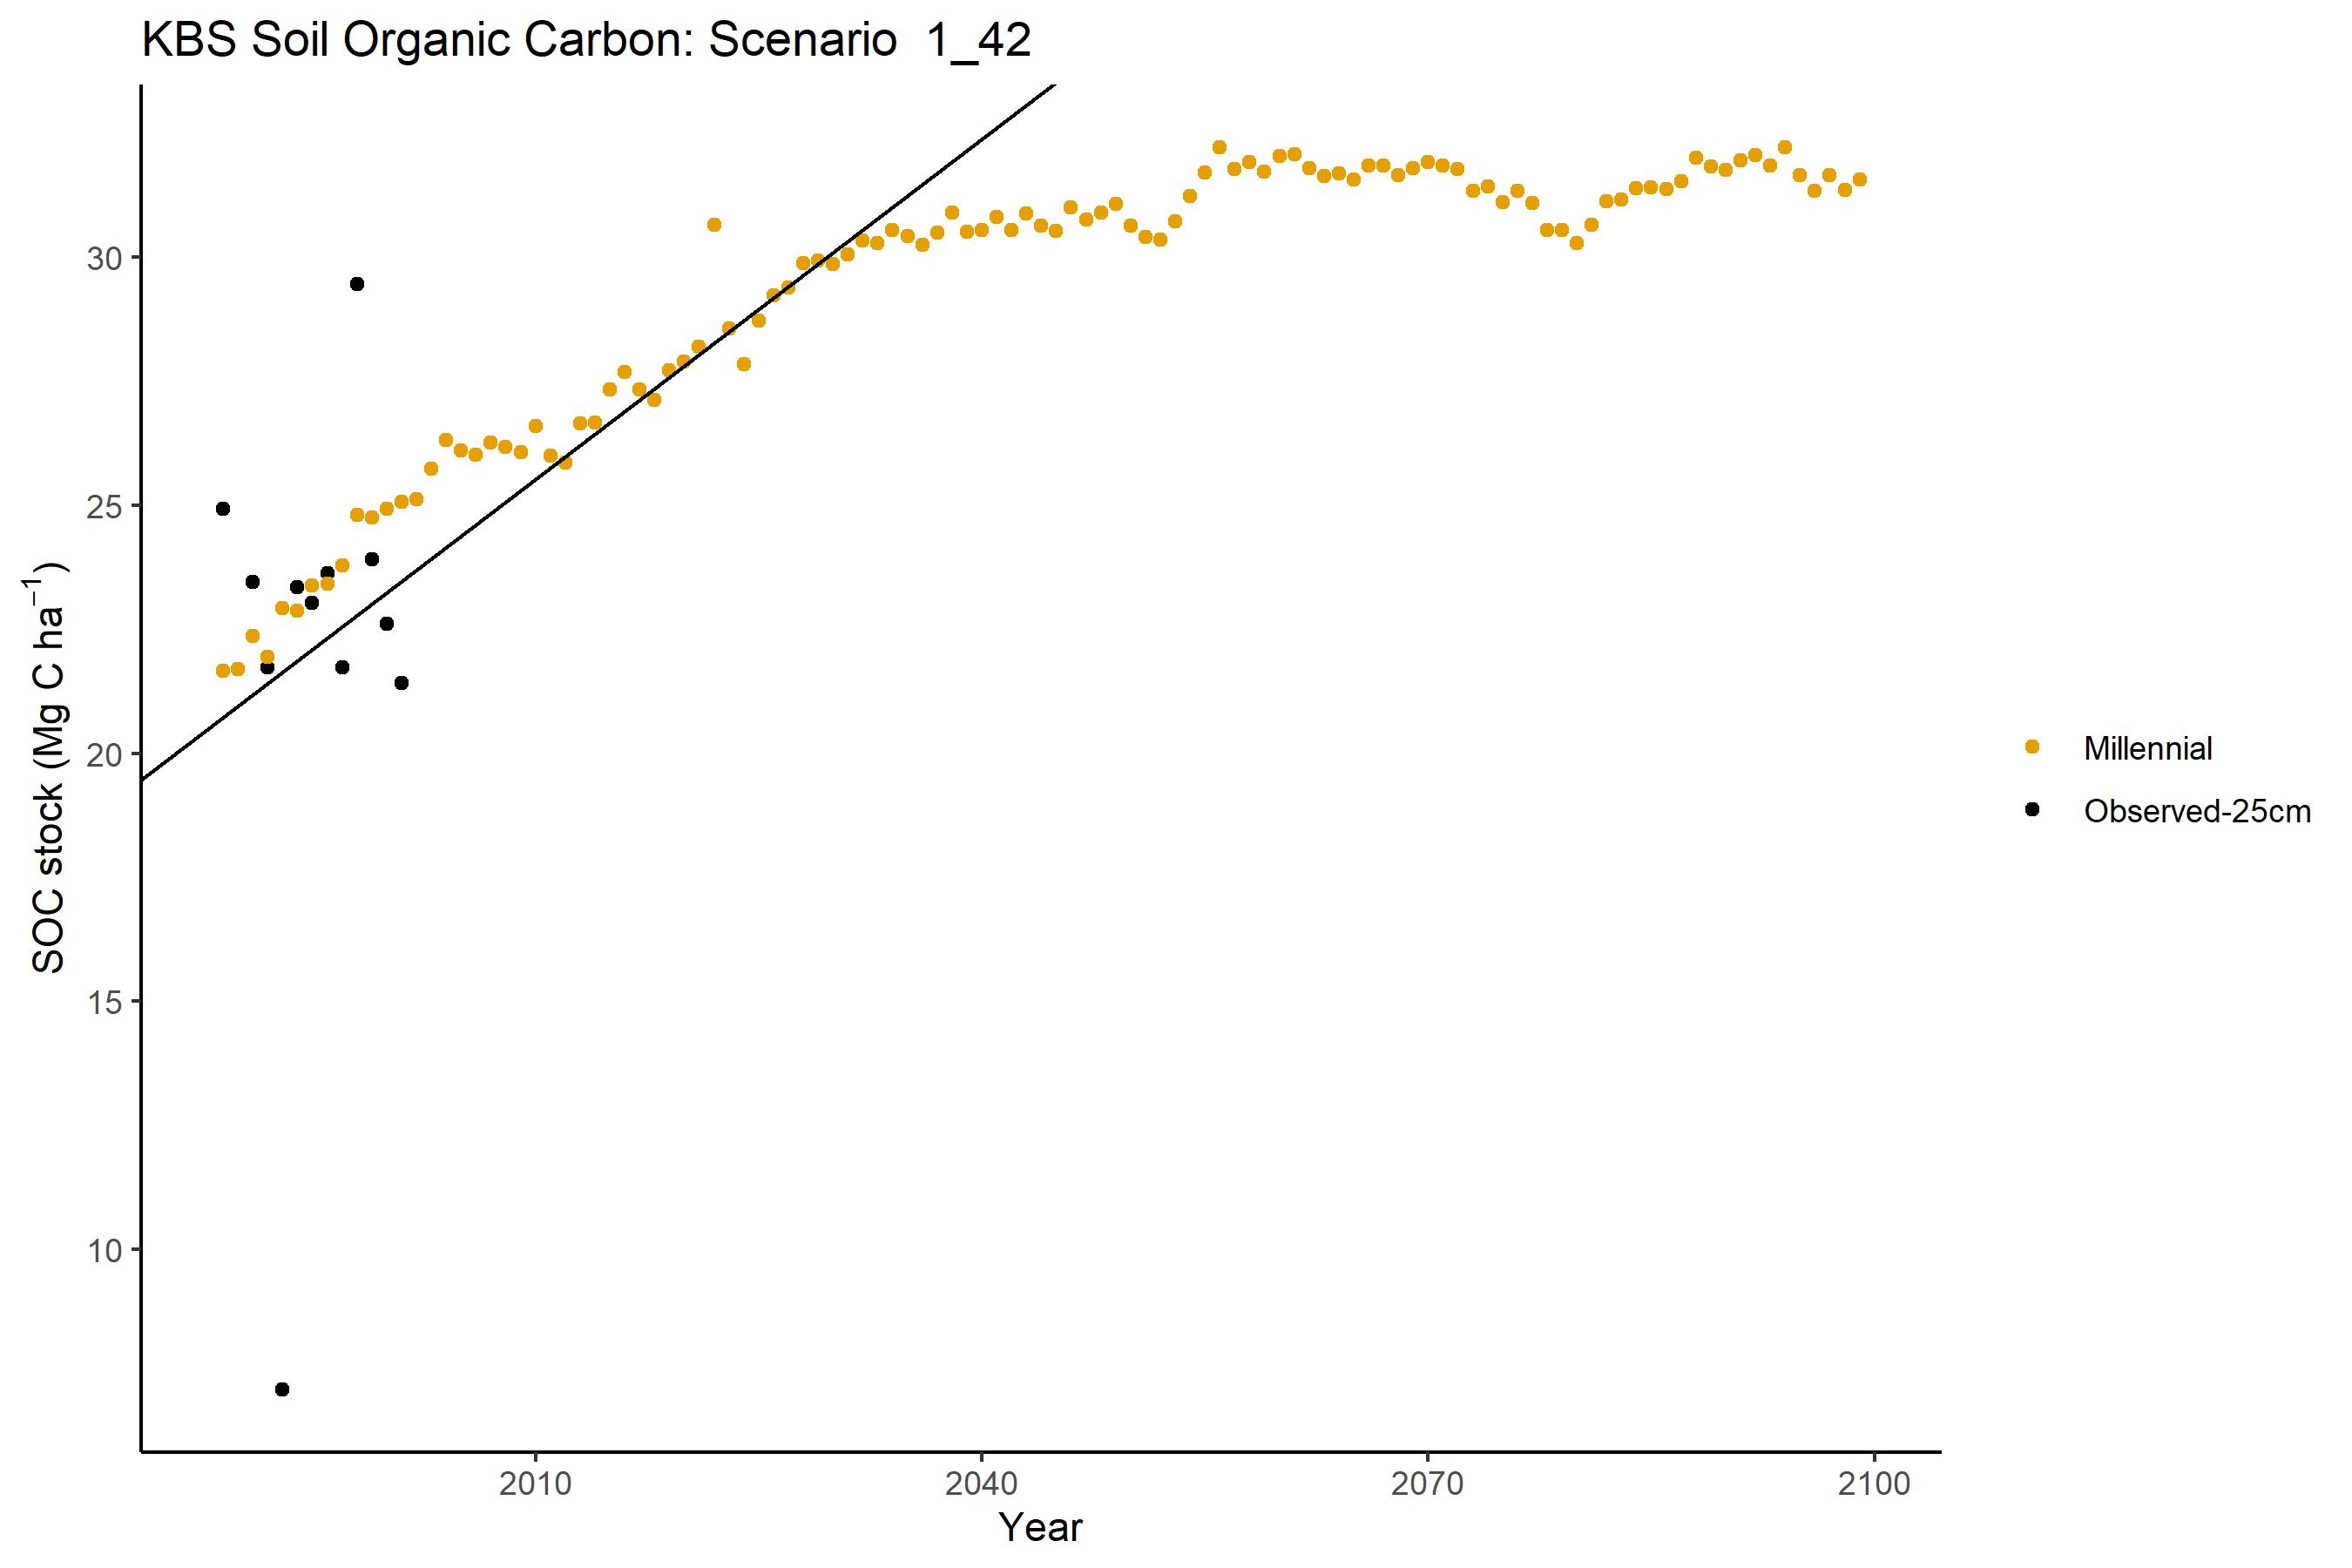 KBS Soil Organic Carbon: Scenario  1_42
SOC stock (Mg C ha⁻¹)
30
25
20
15
10
2010
2040
2070
2100
Year
Millennial
Observed-25cm